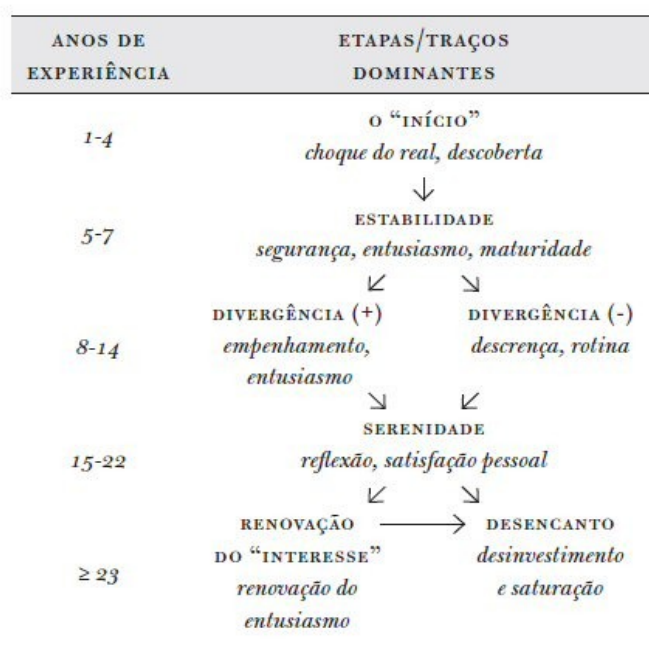 ANOS DE
EXPERIÊNCIA
ETAPAS/TRAÇOS
DOMINANTES
1-4
O “INÍCIO”
choque do real, descoberta
5-7
ESTABILIDADE
segurança, entusiasmo, maturidade
8-14
DIVERGÊNCIA (+)
empenhamento,
entusiasmo
DIVERGÊNCIA (-)
descrença, rotina
15-22
SERENIDADE
reflexão, satisfação pessoal
≥ 23
RENOVAÇÃO
DO “INTERESSE”
renovação do
entusiasmo
DESENCANTO
desinvestimento
e saturação